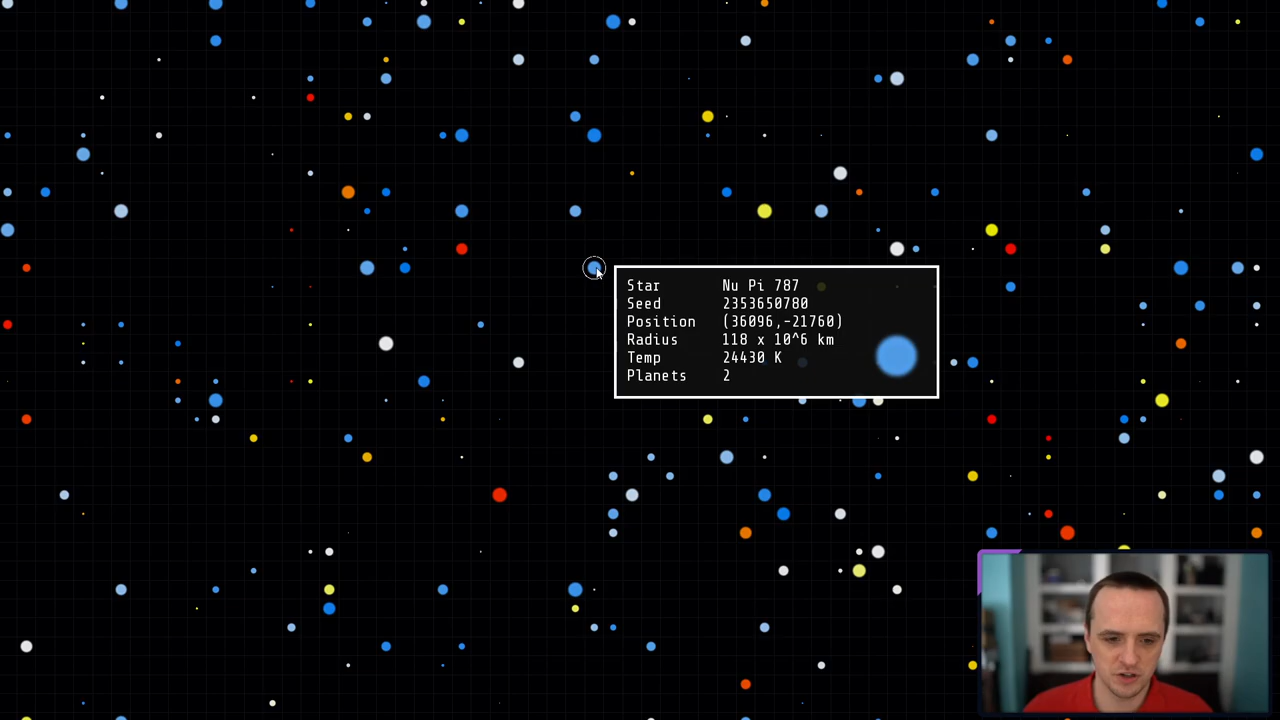 Star Nu Pi 787
Seed 2353650780
Position (36096,-21760)
Radius 118 x 10^6 km
Temp 24430 K
Planets 2